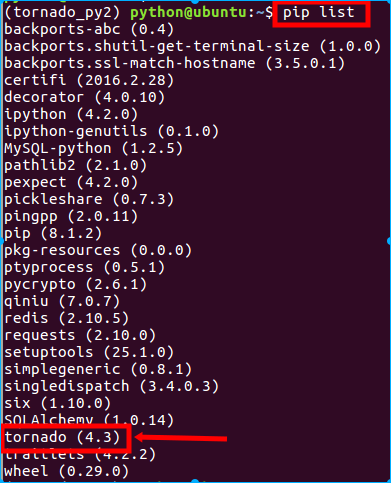 (tornado_py2) python@ubuntu:~$ pip list
backports-abc (0.4)
backports.shutil-get-terminal-size (1.0.0)
backports.ssl-match-hostname (3.5.0.1)
certifi (2016.2.28)
decorator (4.0.10)
ipython (4.2.0)
ipython-genutils (0.1.0)
MySQL-python (1.2.5)
pathlib2 (2.1.0)
pexpect (4.2.0)
pickleshare (0.7.3)
pingpp (2.0.11)
pip (8.1.2)
pkg-resources (0.0.0)
ptyprocess (0.5.1)
pycrypto (2.6.1)
qiniu (7.0.7)
redis (2.10.5)
requests (2.10.0)
setuptools (25.1.0)
simplegeneric (0.8.1)
singledispatch (3.4.0.3)
six (1.10.0)
SQLAlchemy (1.0.14)
tornado (4.3)
traitlets (4.2.2)
wheel (0.29.0)